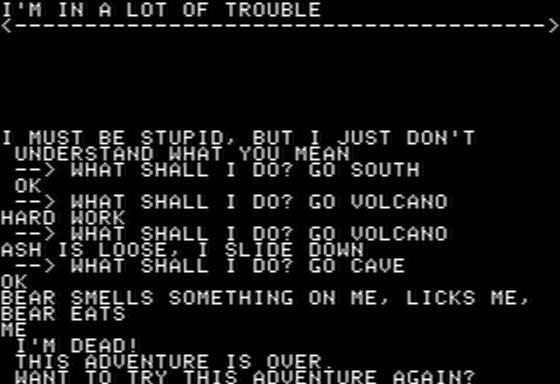 I'M IN A LOT OF TROUBLE
<---------------------------------->
I MUST BE STUPID, BUT I JUST DON'T
UNDERSTAND WHAT YOU MEAN
--> WHAT SHALL I DO? GO SOUTH
OK
--> WHAT SHALL I DO? GO VOLCANO
HARD WORK
--> WHAT SHALL I DO? GO VOLCANO
ASH IS LOOSE, I SLIDE DOWN
--> WHAT SHALL I DO? GO CAVE
OK
BEAR SMELLS SOMETHING ON ME, LICKS ME,
BEAR EATS
ME
I'M DEAD!
THIS ADVENTURE IS OVER
WANT TO TRY THIS ADVENTURE AGAIN?